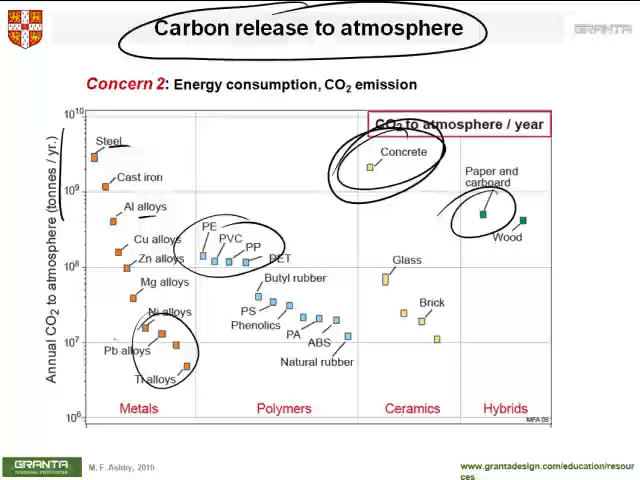 Carbon release to atmosphere
GRANTA
Concern 2: Energy consumption, CO2 emission
CO2 to atmosphere / year
Annual CO2 to atmosphere (tonnes / yr.)
10^10
10^9
10^8
10^7
10^6
Steel
Cast iron
Al alloys
Cu alloys
Zn alloys
Mg alloys
Ni alloys
Pb alloys
Ti alloys
PE
PVC
PP
PET
Butyl rubber
PS
Phenolics
PA
ABS
Natural rubber
Concrete
Glass
Brick
Paper and
carboard
Wood
Metals
Polymers
Ceramics
Hybrids
MFA 08
GRANTA
M. F. Ashby, 2010
www.grantadesign.com/education/resour
ces